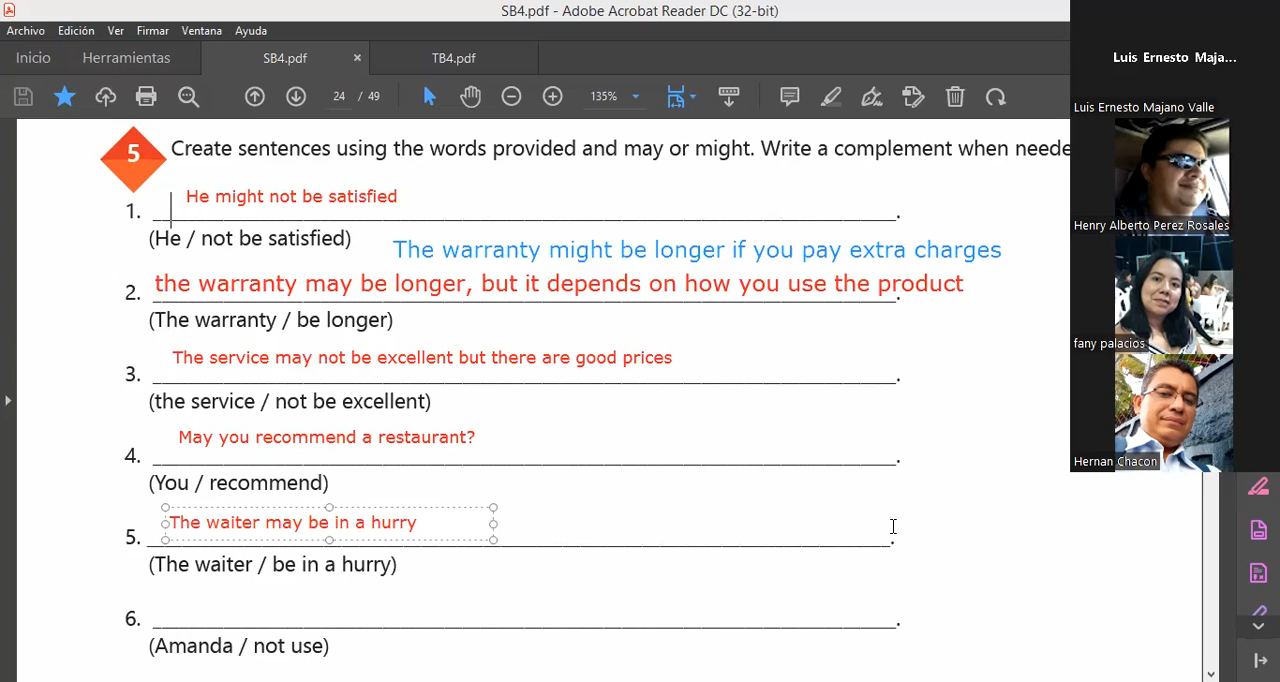 SB4.pdf - Adobe Acrobat Reader DC (32-bit)
Archivo Edición Ver Firmar Ventana Ayuda
Inicio Herramientas SB4.pdf × TB4.pdf
24 / 49 135%
Luis Ernesto Maja...
Luis Ernesto Majano Valle
Henry Alberto Perez Rosales
fany palacios
Hernan Chacon
5 Create sentences using the words provided and may or might. Write a complement when neede
He might not be satisfied
1. ______.
(He / not be satisfied)
The warranty might be longer if you pay extra charges
the warranty may be longer, but it depends on how you use the product
2. ______.
(The warranty / be longer)
The service may not be excellent but there are good prices
3. ______.
(the service / not be excellent)
May you recommend a restaurant?
4. ______.
(You / recommend)
The waiter may be in a hurry
5. ______.
(The waiter / be in a hurry)
6. ______.
(Amanda / not use)